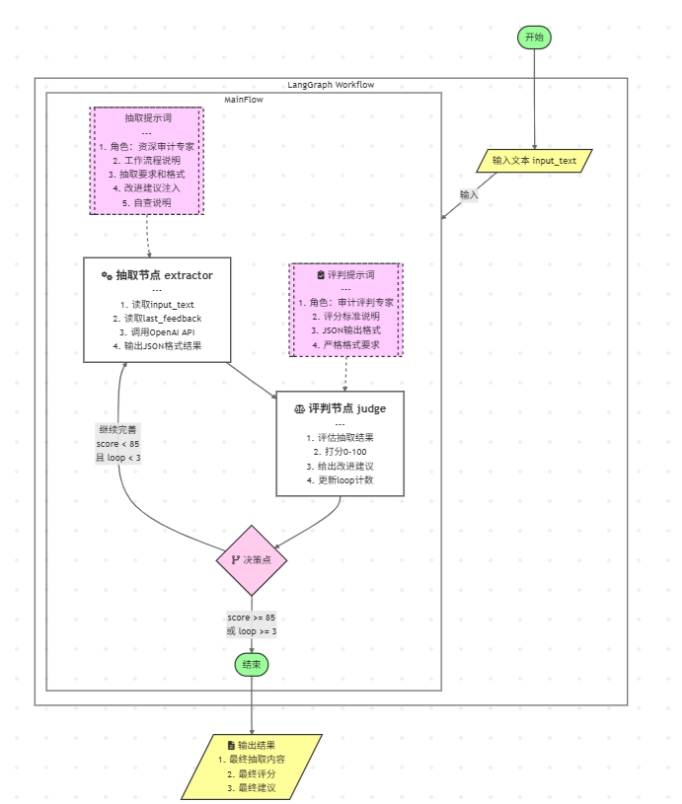 开始
LangGraph Workflow
MainFlow
抽取提示词
---
1. 角色：资深审计专家
2. 工作流程说明
3. 抽取要求和格式
4. 改进建议注入
5. 自查说明
输入文本 input_text
输入
抽取节点 extractor
---
1. 读取input_text
2. 读取last_feedback
3. 调用OpenAI API
4. 输出JSON格式结果
评判提示词
---
1. 角色：审计评判专家
2. 评分标准说明
3. JSON输出格式
4. 严格格式要求
评判节点 judge
---
1. 评估抽取结果
2. 打分0-100
3. 给出改进建议
4. 更新loop计数
继续完善
score < 85
且 loop < 3
决策点
score >= 85
或 loop >= 3
结束
输出结果
1. 最终抽取内容
2. 最终评分
3. 最终建议